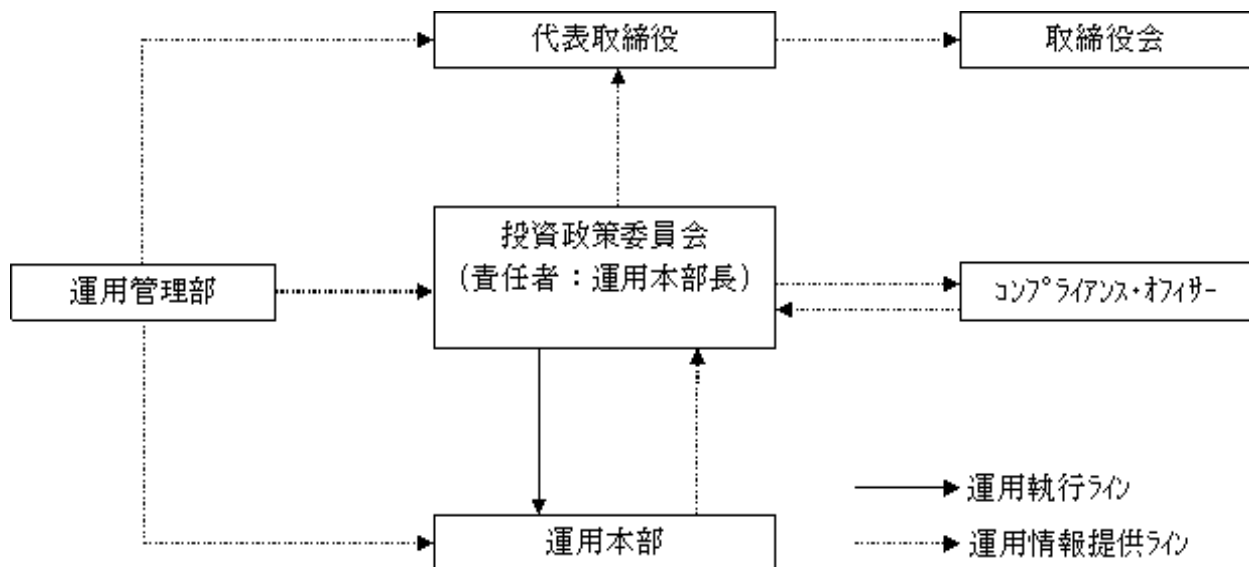 代表取締役
取締役会
投資政策委員会
(責任者：運用本部長)
運用管理部
ｺﾝﾌﾟﾗｲｱﾝｽ･ｵﾌｨｻｰ
運用執行ﾗｲﾝ
運用本部
運用情報提供ﾗｲﾝ